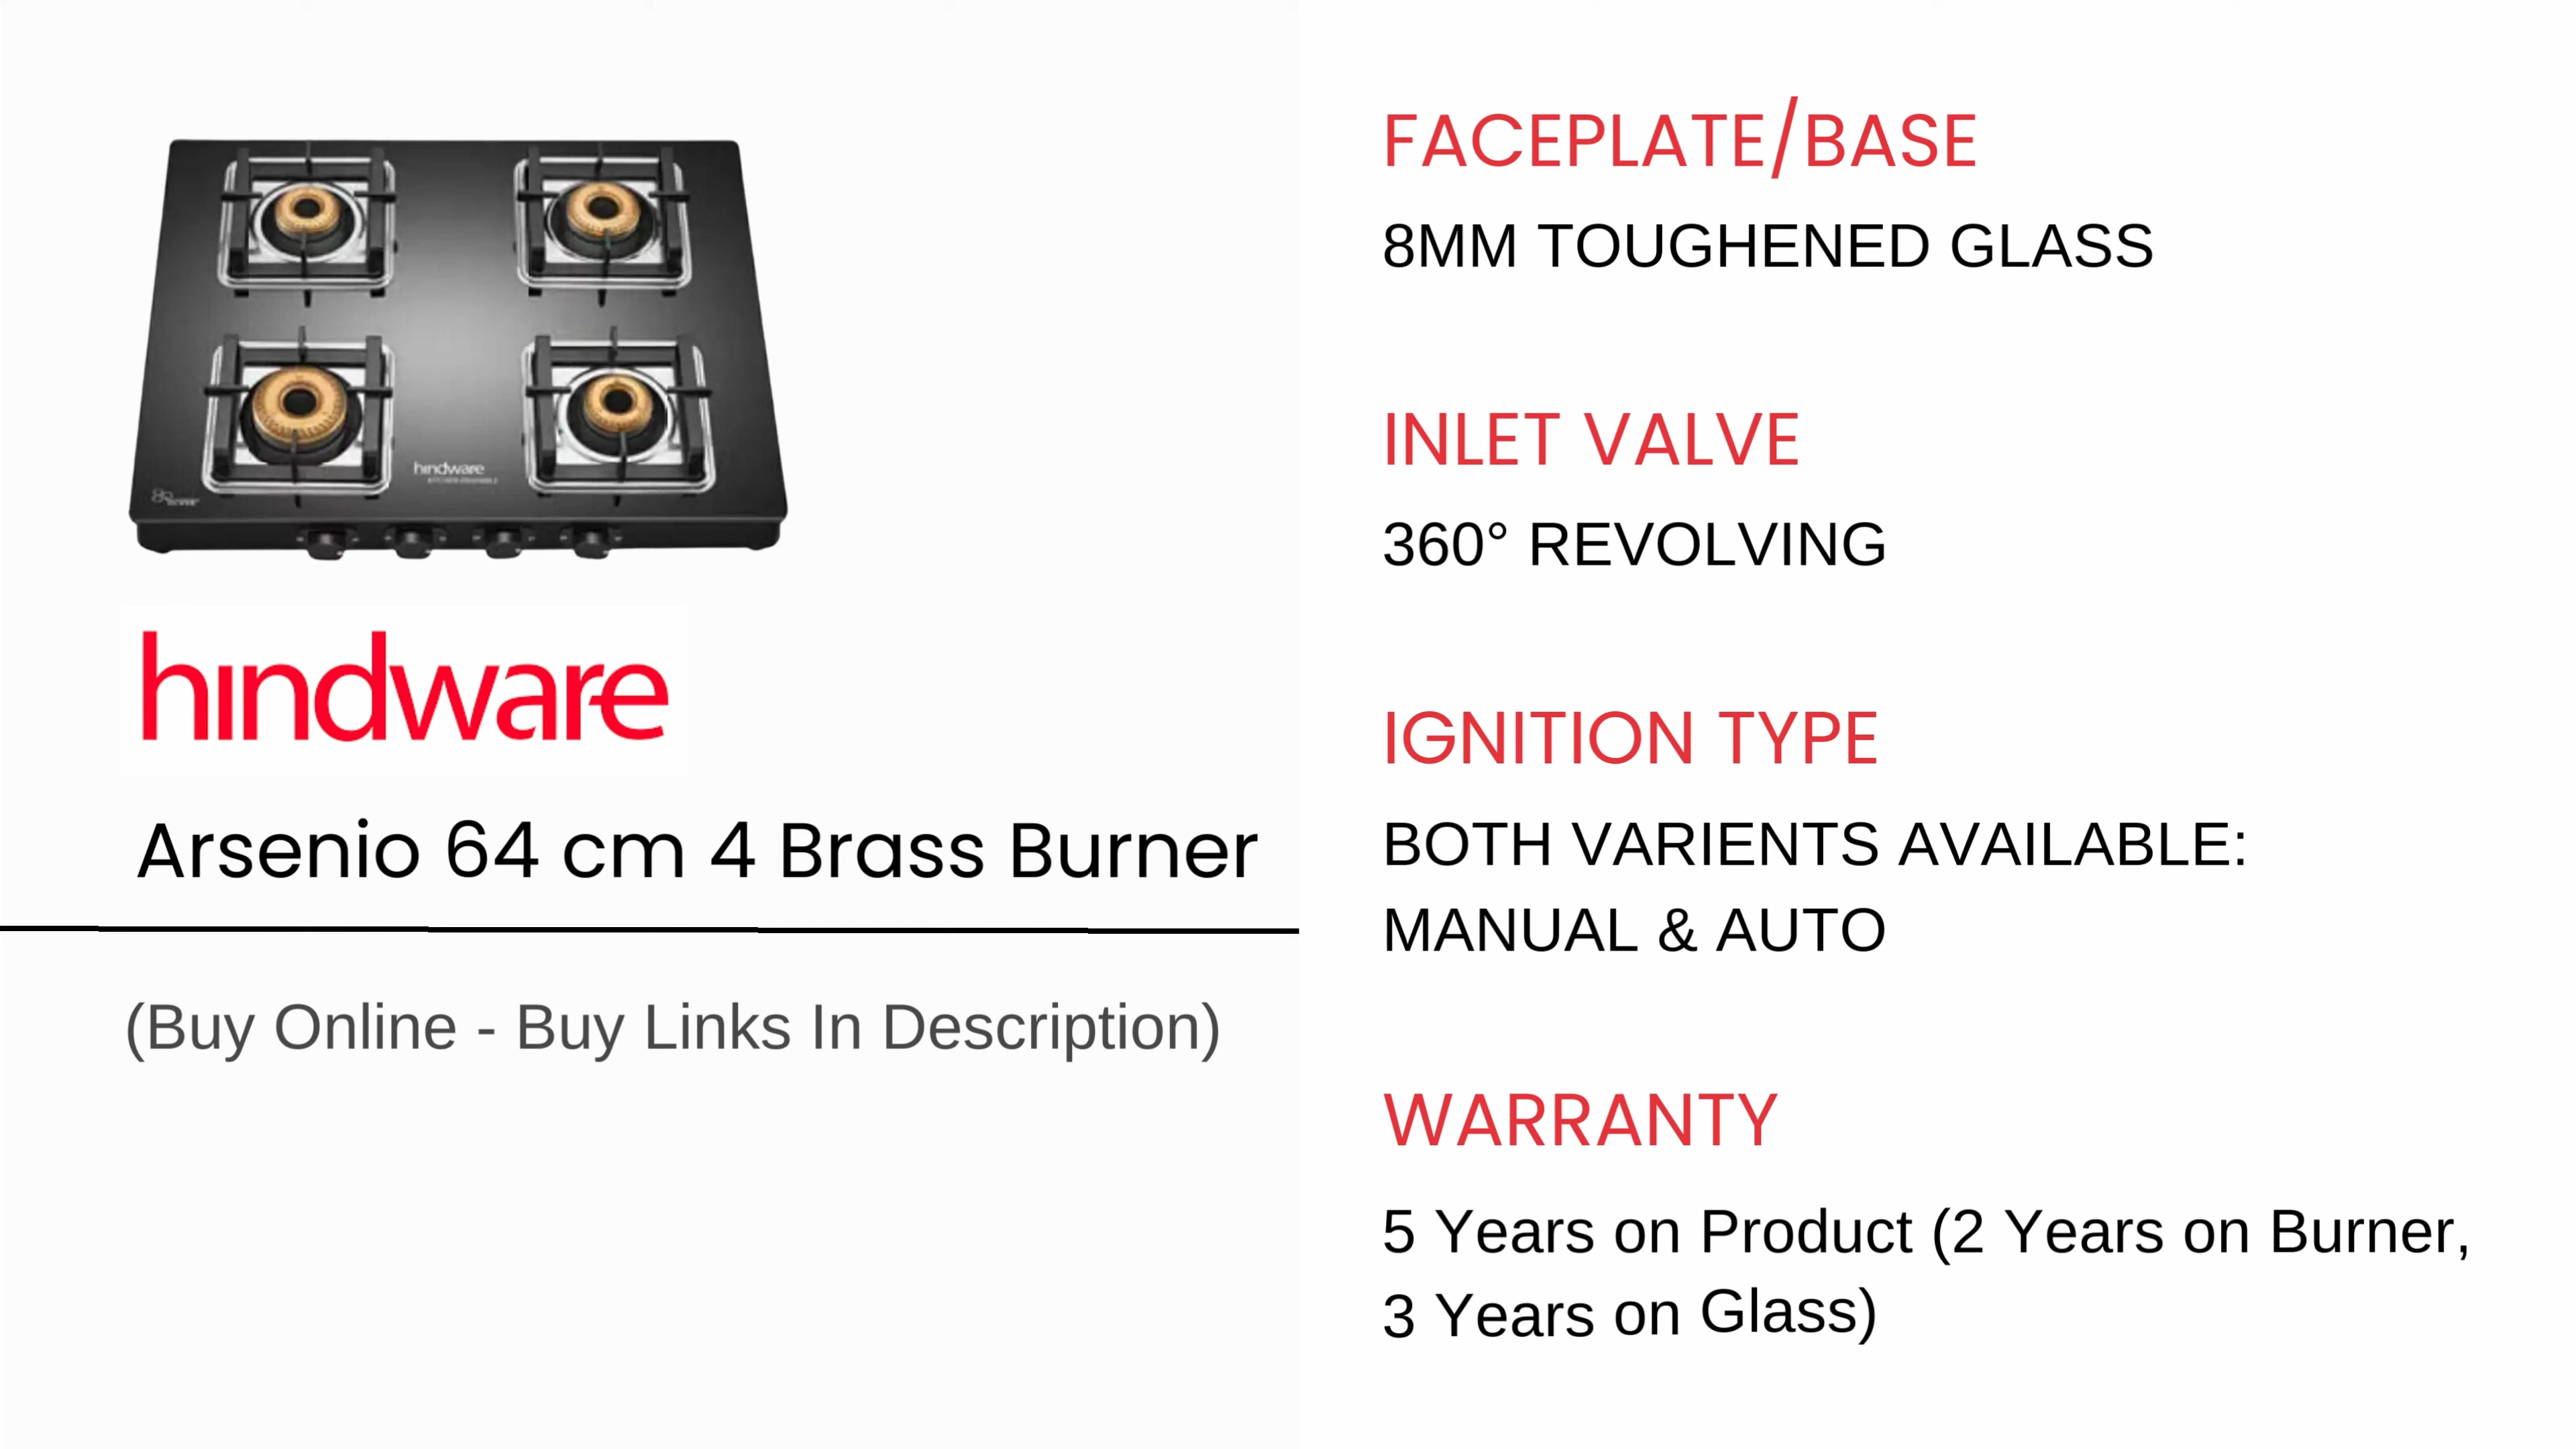 hindware
hindware
Arsenio 64 cm 4 Brass Burner
(Buy Online - Buy Links In Description)
FACEPLATE/BASE
8MM TOUGHENED GLASS
INLET VALVE
360° REVOLVING
IGNITION TYPE
BOTH VARIENTS AVAILABLE:
MANUAL & AUTO
WARRANTY
5 Years on Product (2 Years on Burner,
3 Years on Glass)